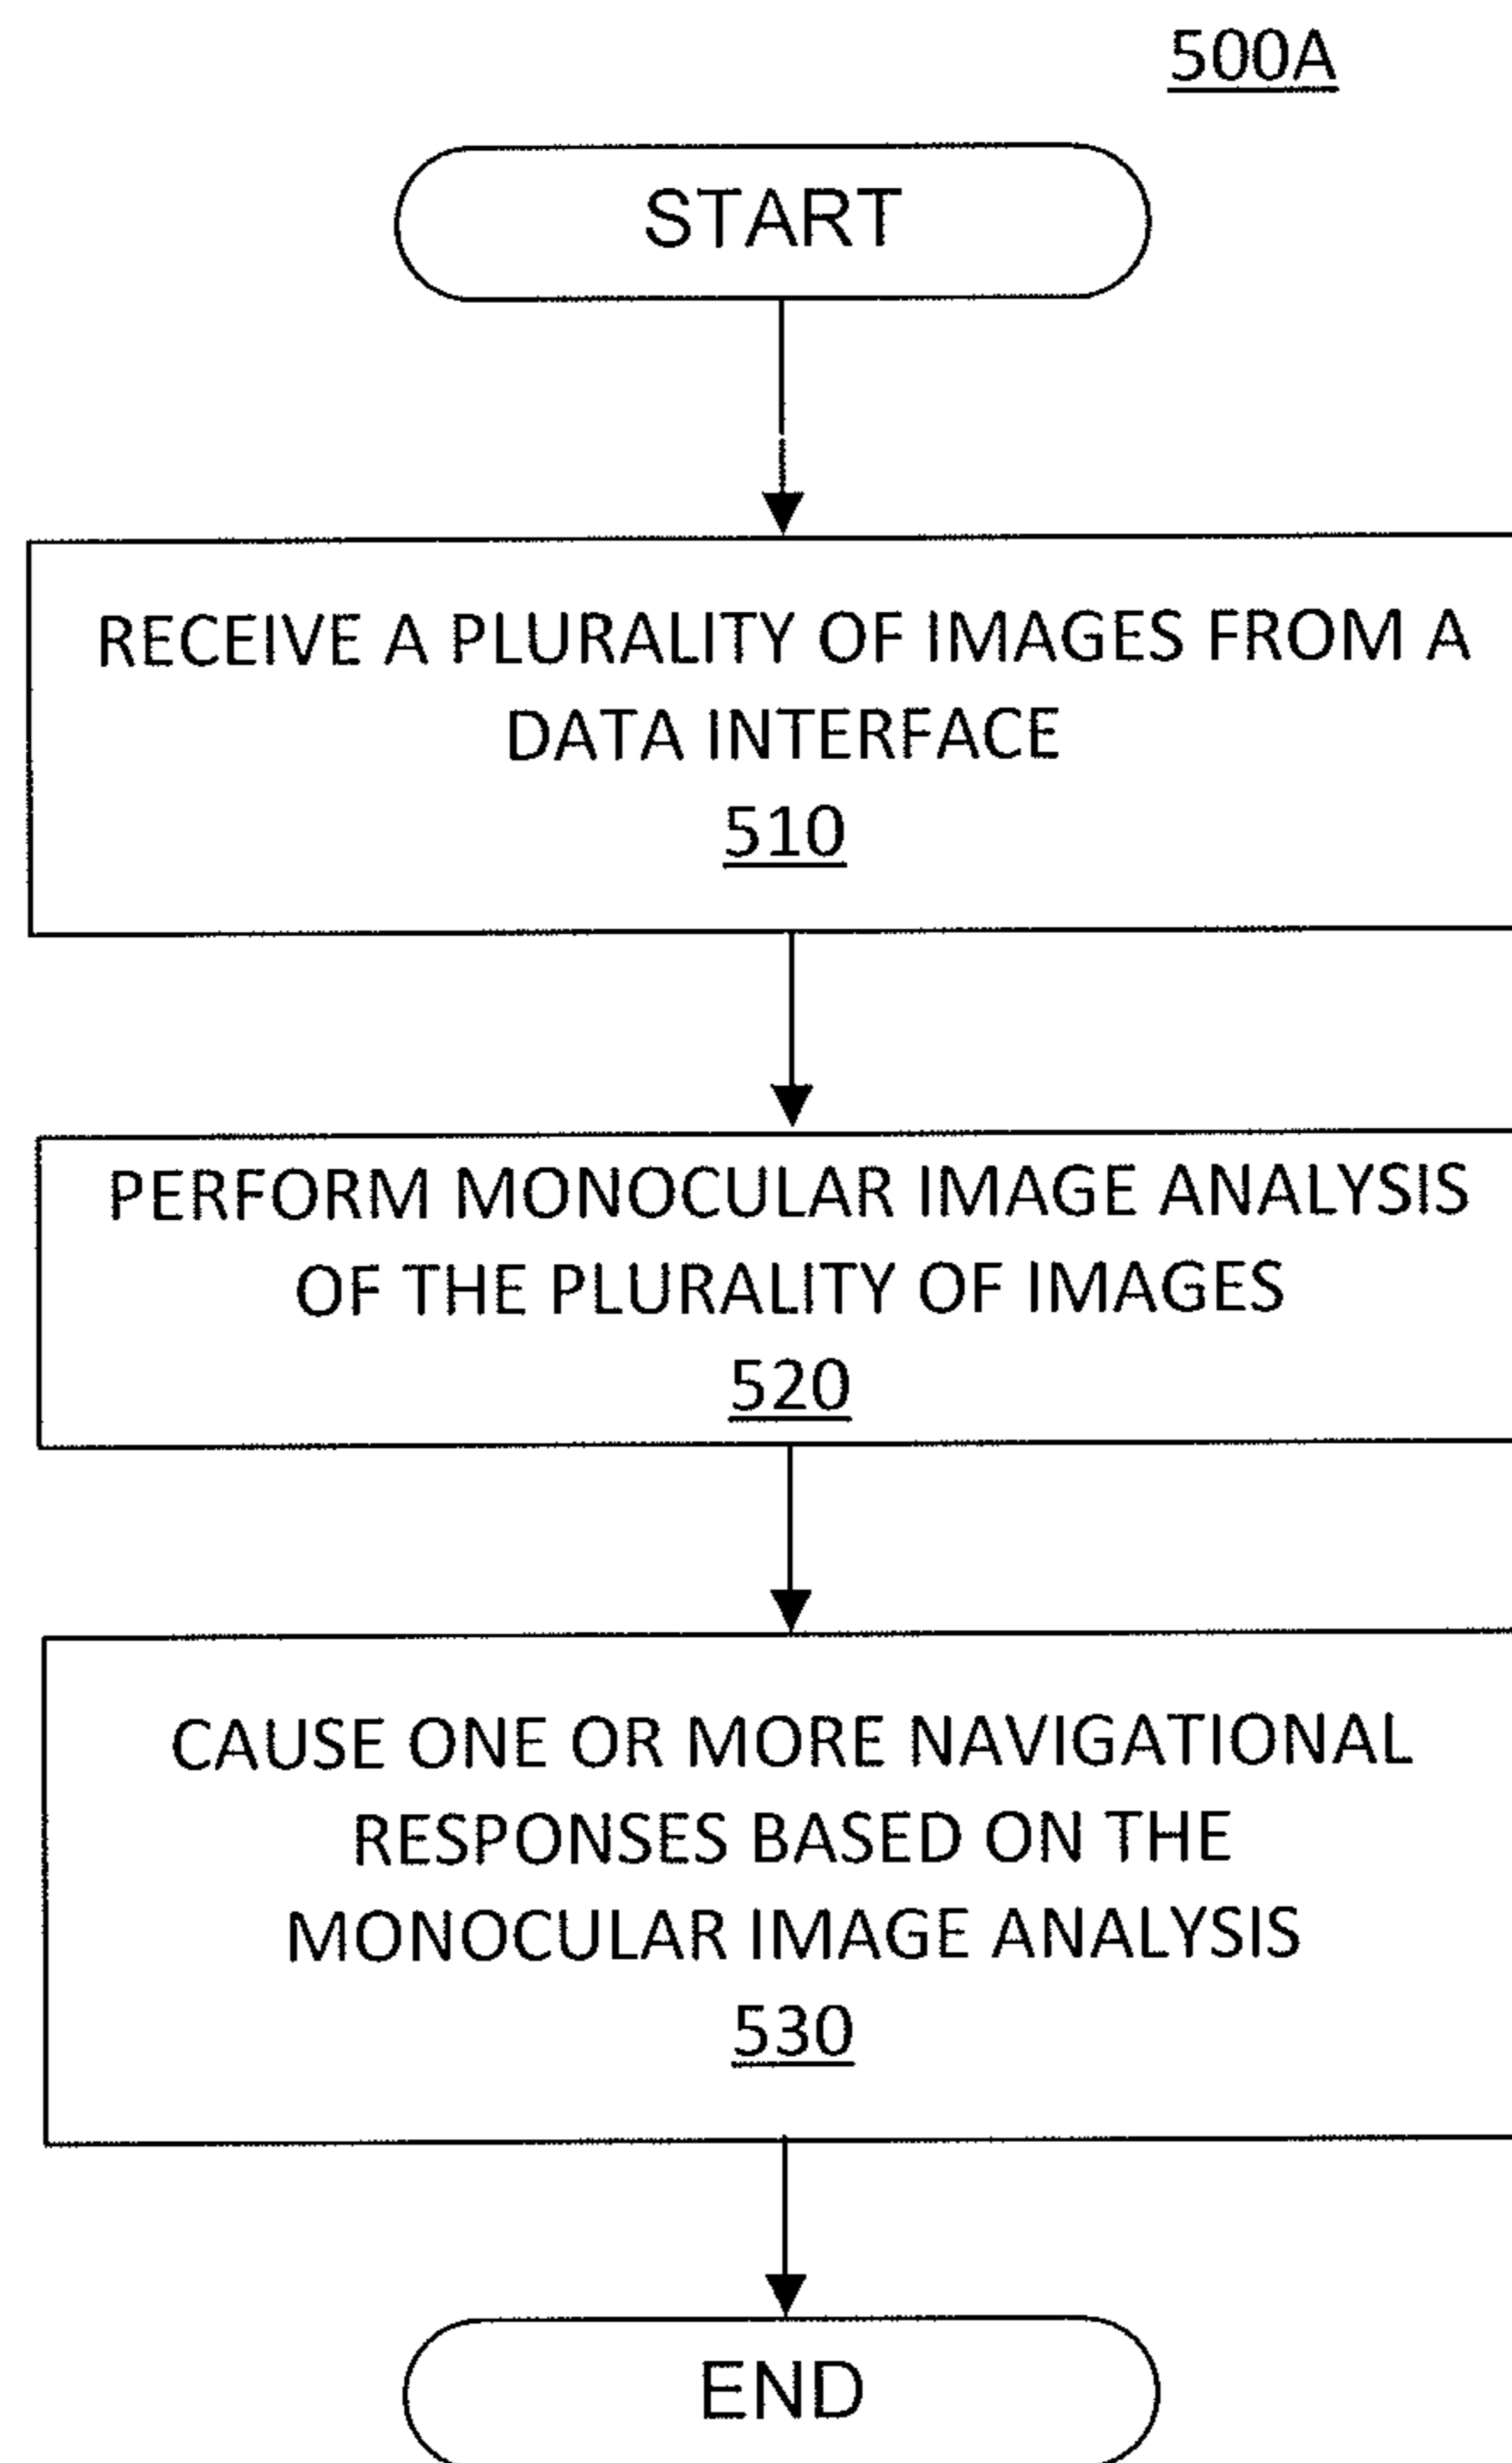 500A
START
RECEIVE A PLURALITY OF IMAGES FROM A
DATA INTERFACE
510
PERFORM MONOCULAR IMAGE ANALYSIS
OF THE PLURALITY OF IMAGES
520
CAUSE ONE OR MORE NAVIGATIONAL
RESPONSES BASED ON THE
MONOCULAR IMAGE ANALYSIS
530
END